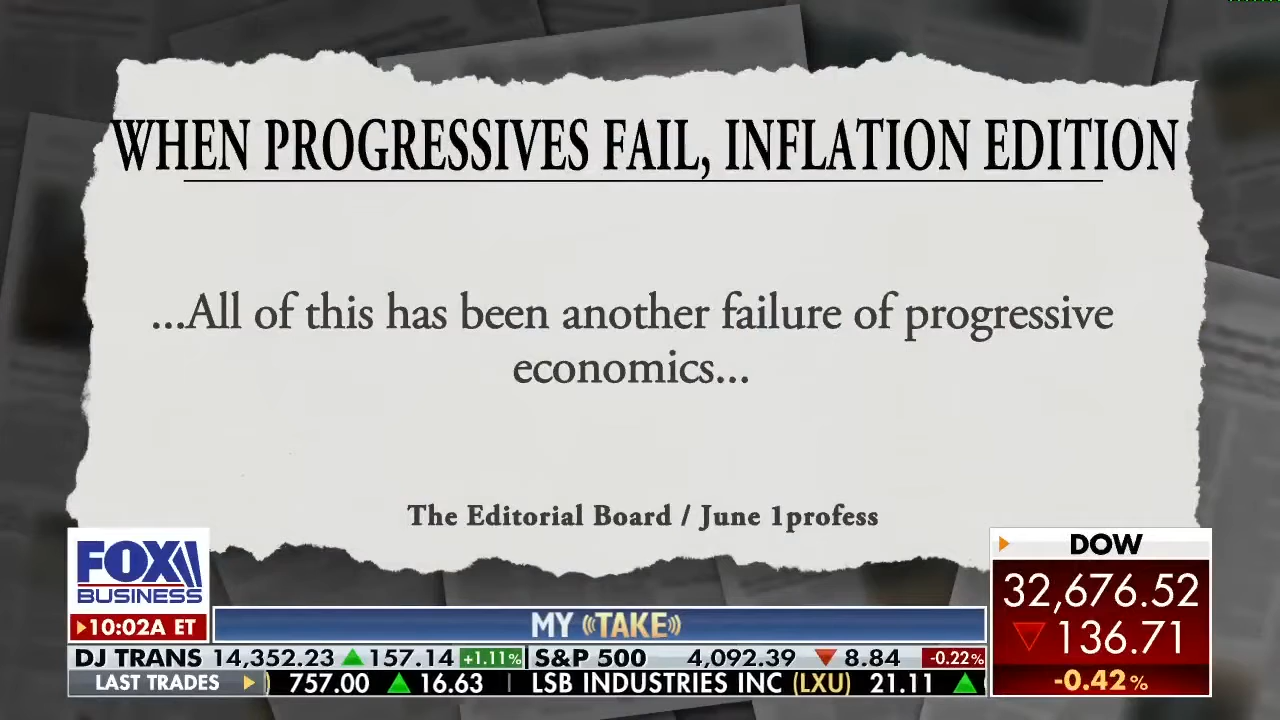 WHEN PROGRESSIVES FAIL, INFLATION EDITION
...All of this has been another failure of progressive
economics...
The Editorial Board / June 1profess
FOX
BUSINESS
10:02A ET
MY TAKE
DOW
32,676.52
136.71
-0.42%
DJ TRANS 14,352.23 157.14 +1.11% S&P 500 4,092.39 8.84 -0.22%
LAST TRADES ) 757.00 16.63 | LSB INDUSTRIES INC (LXU) 21.11